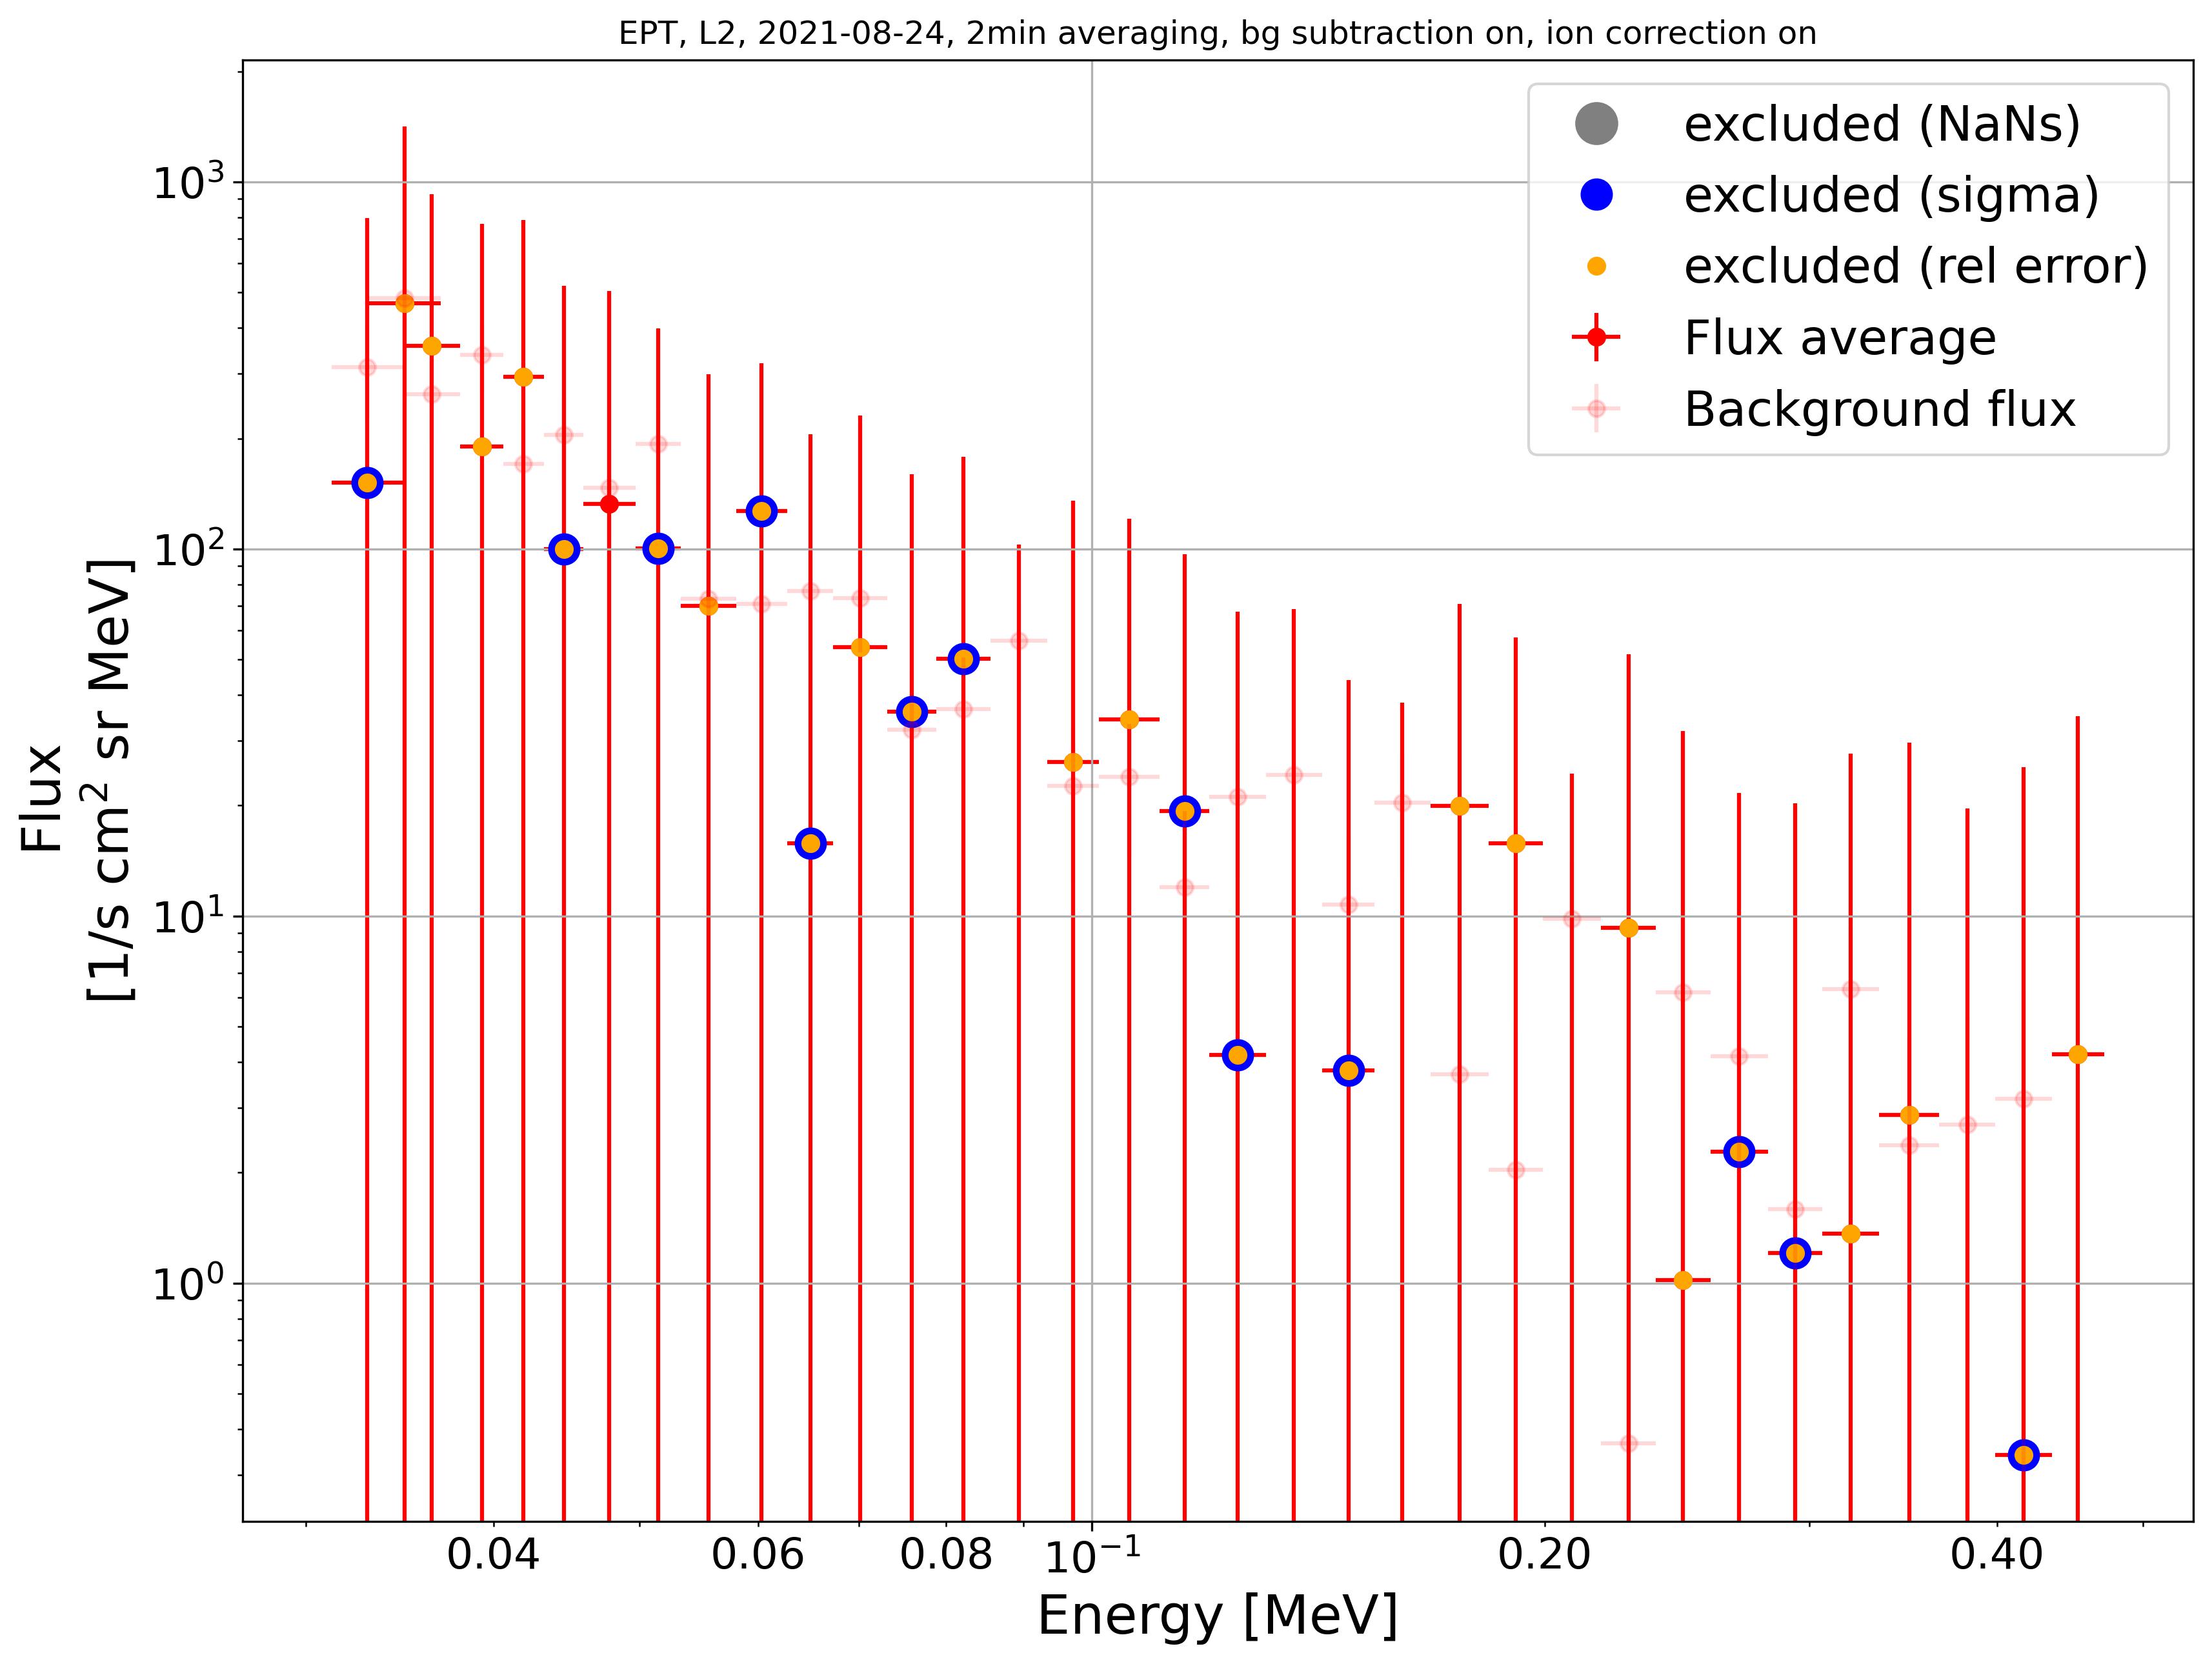 EPT, L2, 2021-08-24, 2min averaging, bg subtraction on, ion correction on
excluded (NaNs)
excluded (sigma)
excluded (rel error)
Flux average
Background flux
10³
10²
10¹
10⁰
Flux
[1/s cm² sr MeV]
0.04 0.06 0.08 10⁻¹ 0.20 0.40
Energy [MeV]